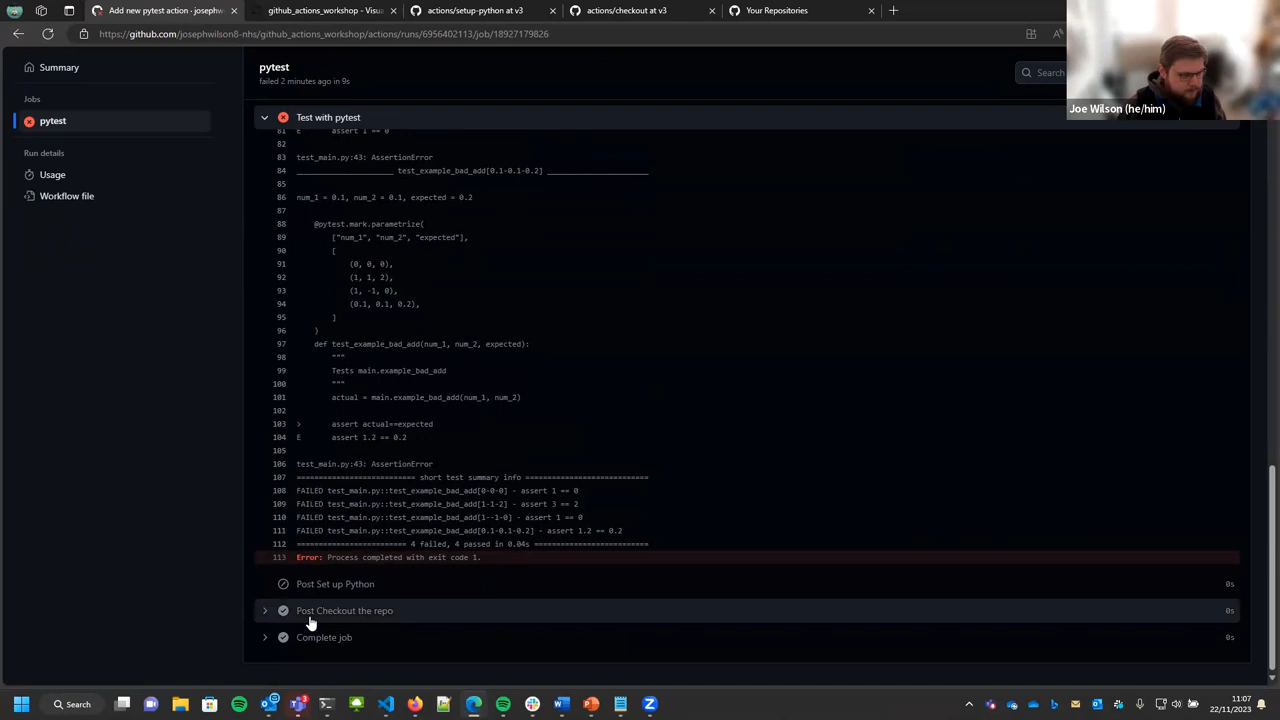 Add new pytest action · josephw
github_actions_workshop - Visua
actions/setup-python at v3
actions/checkout at v3
Your Repositories
https://github.com/josephwilson8-nhs/github_actions_workshop/actions/runs/6956402113/job/18927179826
Joe Wilson (he/him)
Summary
Jobs
pytest
Run details
Usage
Workflow file
pytest
failed 2 minutes ago in 9s
Search
Test with pytest
81 E assert 1 == 0
82
83 test_main.py:43: AssertionError
84 ____________________ test_example_bad_add[0.1-0.1-0.2] ____________________
85
86 num_1 = 0.1, num_2 = 0.1, expected = 0.2
87
88 @pytest.mark.parametrize(
89 ["num_1", "num_2", "expected"],
90 [
91 (0, 0, 0),
92 (1, 1, 2),
93 (1, -1, 0),
94 (0.1, 0.1, 0.2),
95 ]
96 )
97 def test_example_bad_add(num_1, num_2, expected):
98 """
99 Tests main.example_bad_add
100 """
101 actual = main.example_bad_add(num_1, num_2)
102
103 > assert actual==expected
104 E assert 1.2 == 0.2
105
106 test_main.py:43: AssertionError
107 =========================== short test summary info ============================
108 FAILED test_main.py::test_example_bad_add[0-0-0] - assert 1 == 0
109 FAILED test_main.py::test_example_bad_add[1-1-2] - assert 3 == 2
110 FAILED test_main.py::test_example_bad_add[1--1-0] - assert 1 == 0
111 FAILED test_main.py::test_example_bad_add[0.1-0.1-0.2] - assert 1.2 == 0.2
112 ========================= 4 failed, 4 passed in 0.04s ==========================
113 Error: Process completed with exit code 1.
Post Set up Python 0s
Post Checkout the repo 0s
Complete job 0s
Search
3
11:07
22/11/2023